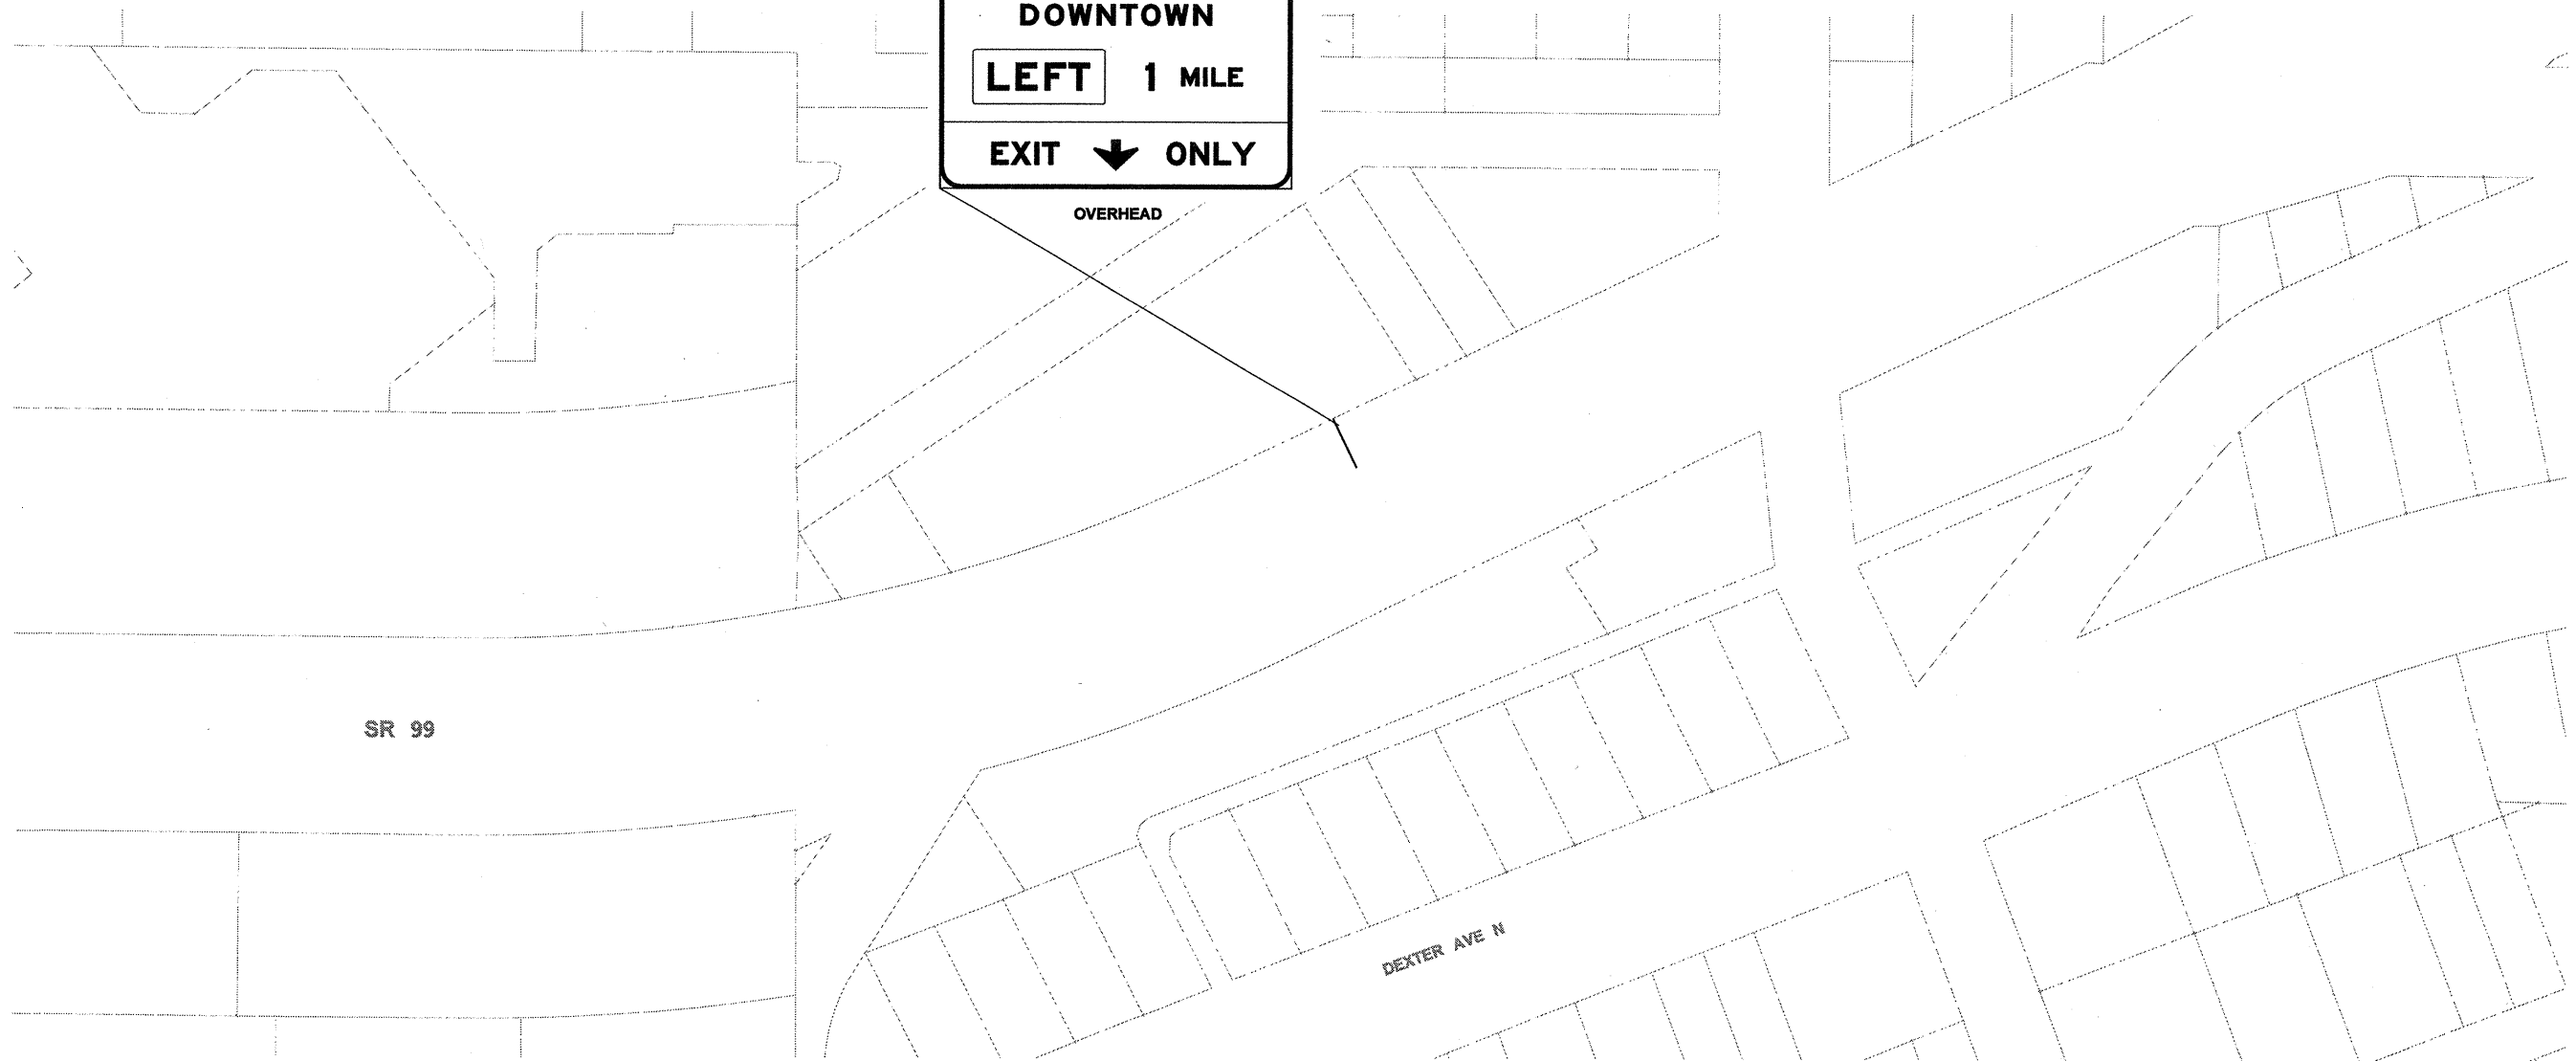 DOWNTOWN
LEFT 1 MILE
EXIT ONLY
OVERHEAD
SR 99
DEXTER AVE N